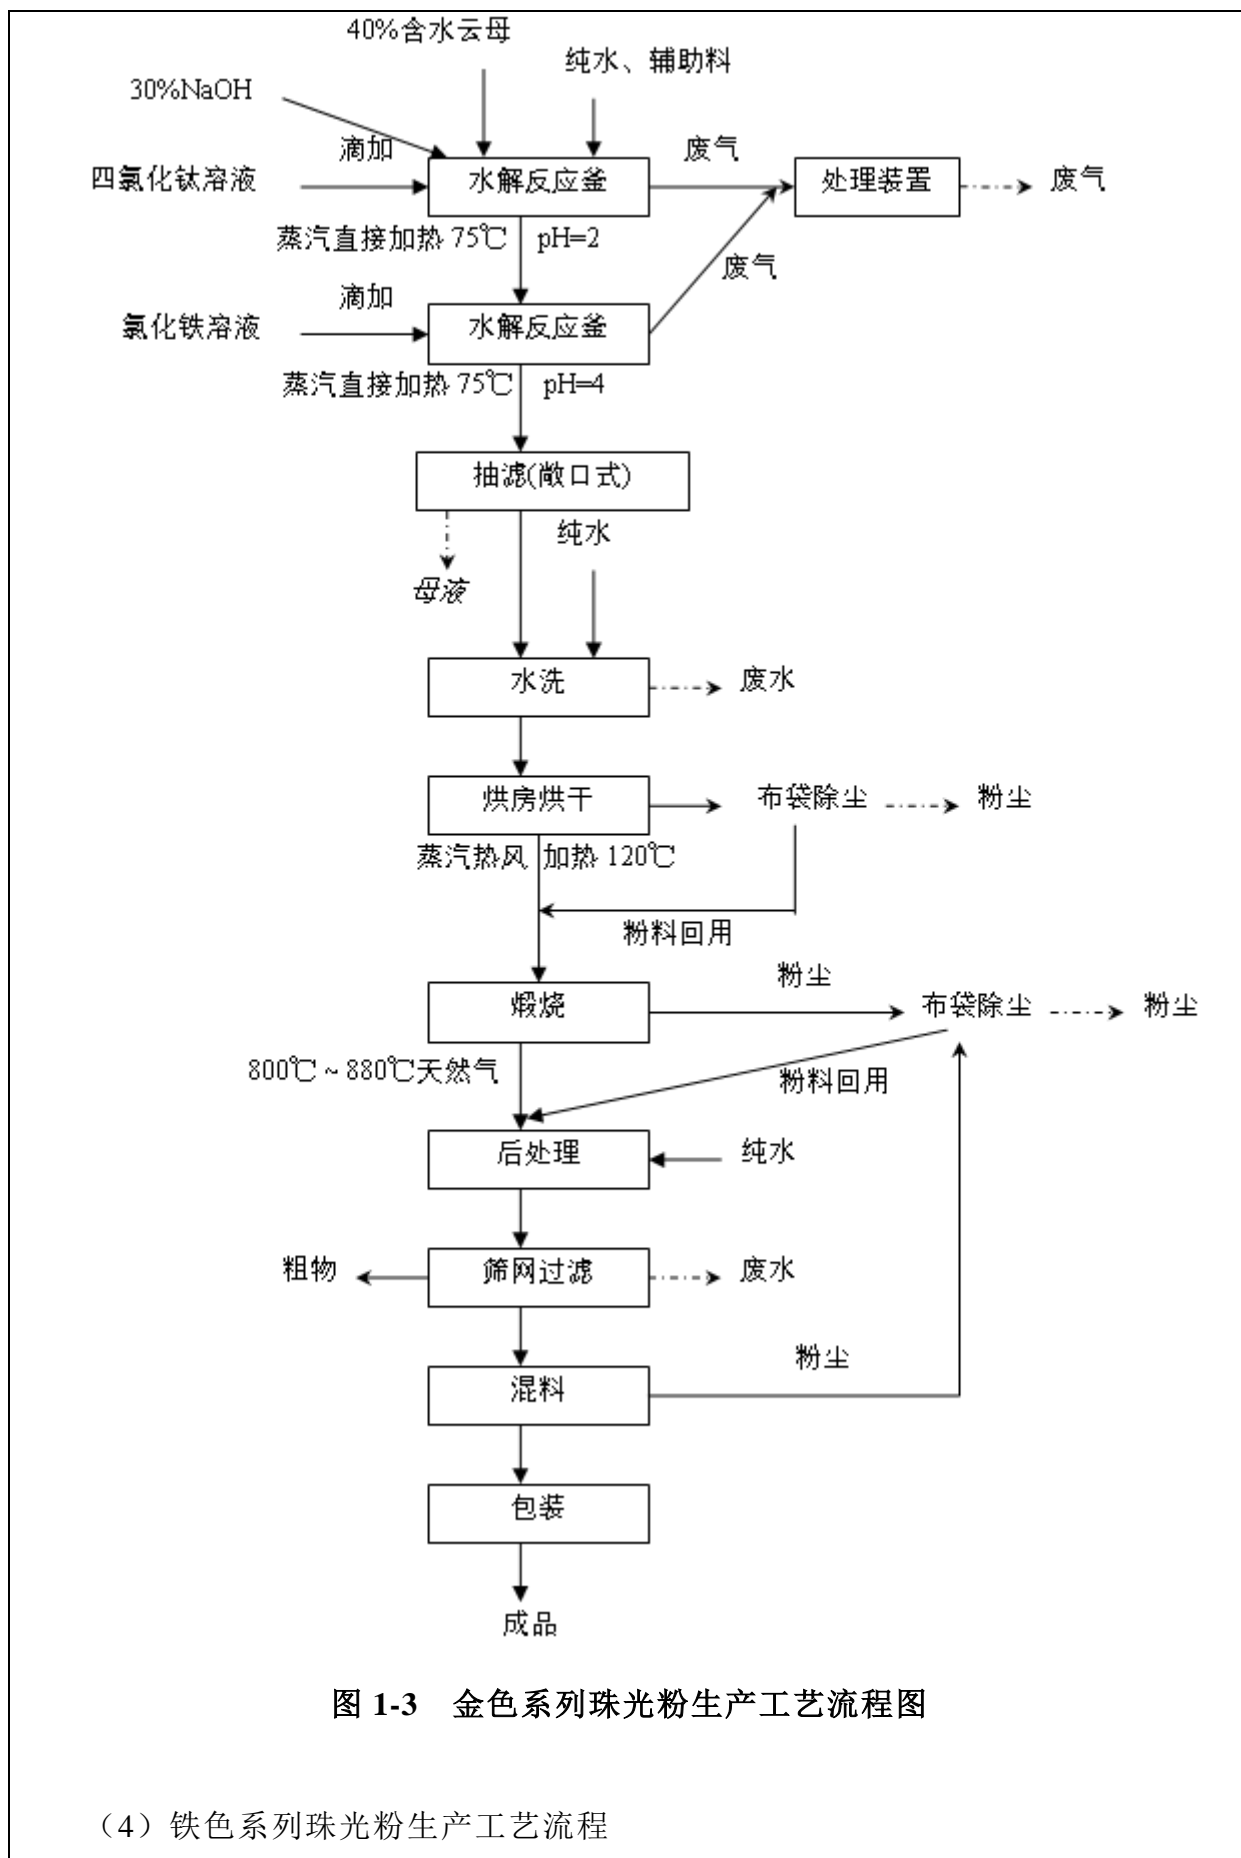 40%含水云母
纯水、辅助料
30%NaOH
滴加
废气
四氯化钛溶液
水解反应釜
处理装置
废气
蒸汽直接加热 75℃
pH=2
废气
滴加
氯化铁溶液
水解反应釜
蒸汽直接加热 75℃
pH=4
抽滤(敞口式)
纯水
母液
水洗
废水
烘房烘干
布袋除尘
粉尘
蒸汽热风
加热 120℃
粉料回用
粉尘
煅烧
布袋除尘
粉尘
800℃~880℃天然气
粉料回用
后处理
纯水
粗物
筛网过滤
废水
粉尘
混料
包装
成品
图 1-3 金色系列珠光粉生产工艺流程图
（4）铁色系列珠光粉生产工艺流程